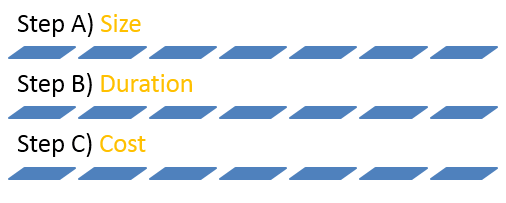 Step A) Size
Step B) Duration
Step C) Cost